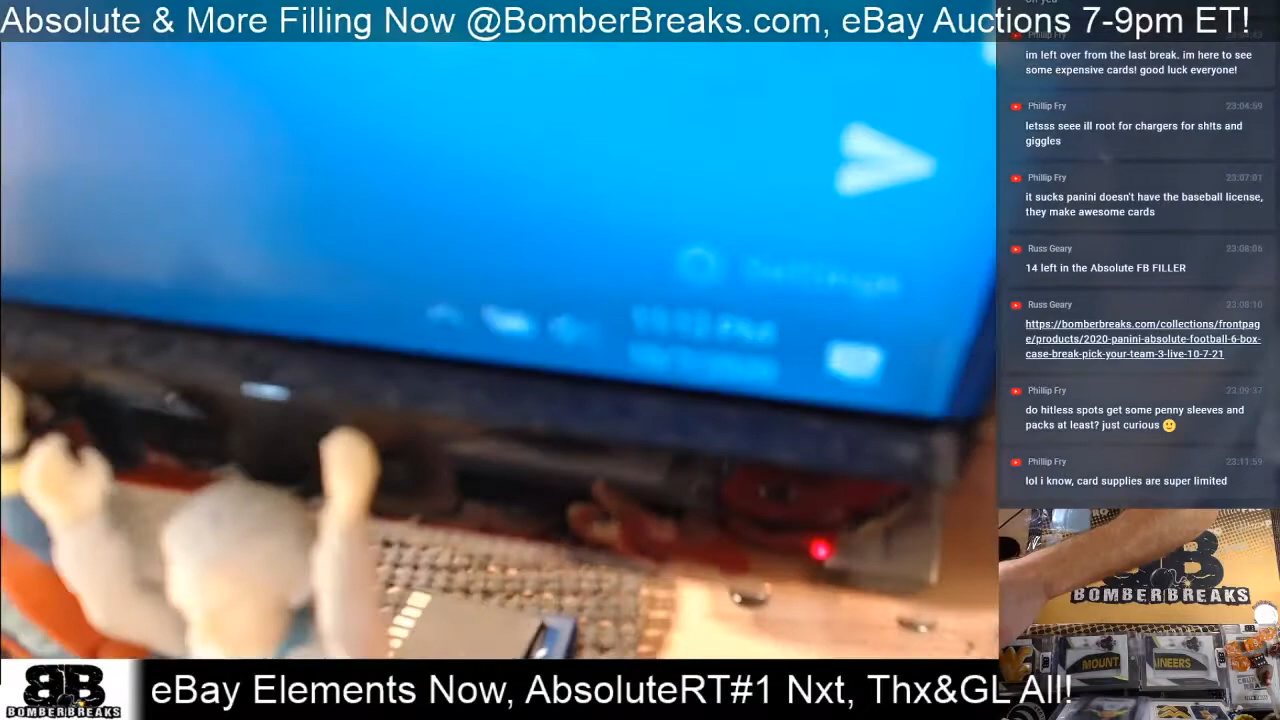 Absolute & More Filling Now @BomberBreaks.com, eBay Auctions 7-9pm ET!
im left over from the last break. im here to see
some expensive cards! good luck everyone!
Phillip Fry 23:04:59
letsss seee ill root for chargers for sh!ts and
giggles
Phillip Fry 23:07:01
it sucks panini doesn't have the baseball license,
they make awesome cards
Russ Geary 23:08:06
14 left in the Absolute FB FILLER
Russ Geary 23:08:10
https://bomberbreaks.com/collections/frontpag
e/products/2020-panini-absolute-football-6-box-
case-break-pick-your-team-3-live-10-7-21
Phillip Fry 23:09:37
do hitless spots get some penny sleeves and
packs at least? just curious 🙂
Phillip Fry 23:11:59
lol i know, card supplies are super limited
Settings
BB
BOMBERBREAKS
MOUNT AINEERS
BB
BOMBERBREAKS
eBay Elements Now, AbsoluteRT#1 Nxt, Thx&GL All!